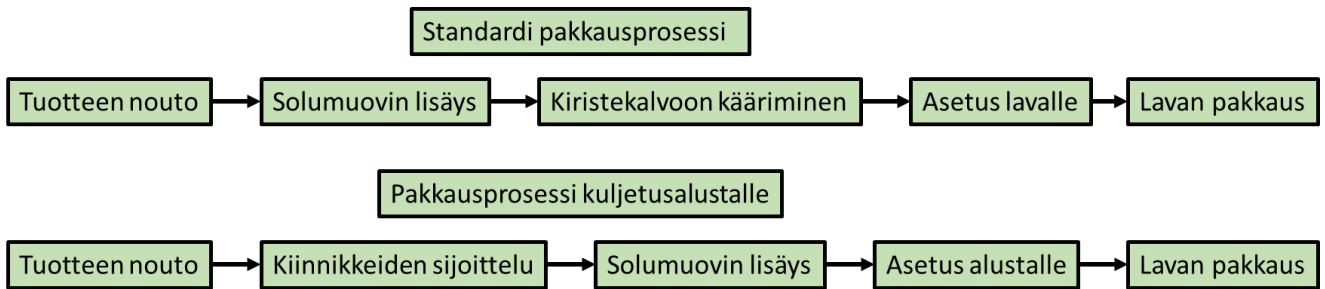 Standardi pakkausprosessi
Tuotteen nouto
Solumuovin lisäys
Kiristekalvoon kääriminen
Asetus lavalle
Lavan pakkaus
Pakkausprosessi kuljetusalustalle
Tuotteen nouto
Kiinnikkeiden sijoittelu
Solumuovin lisäys
Asetus alustalle
Lavan pakkaus